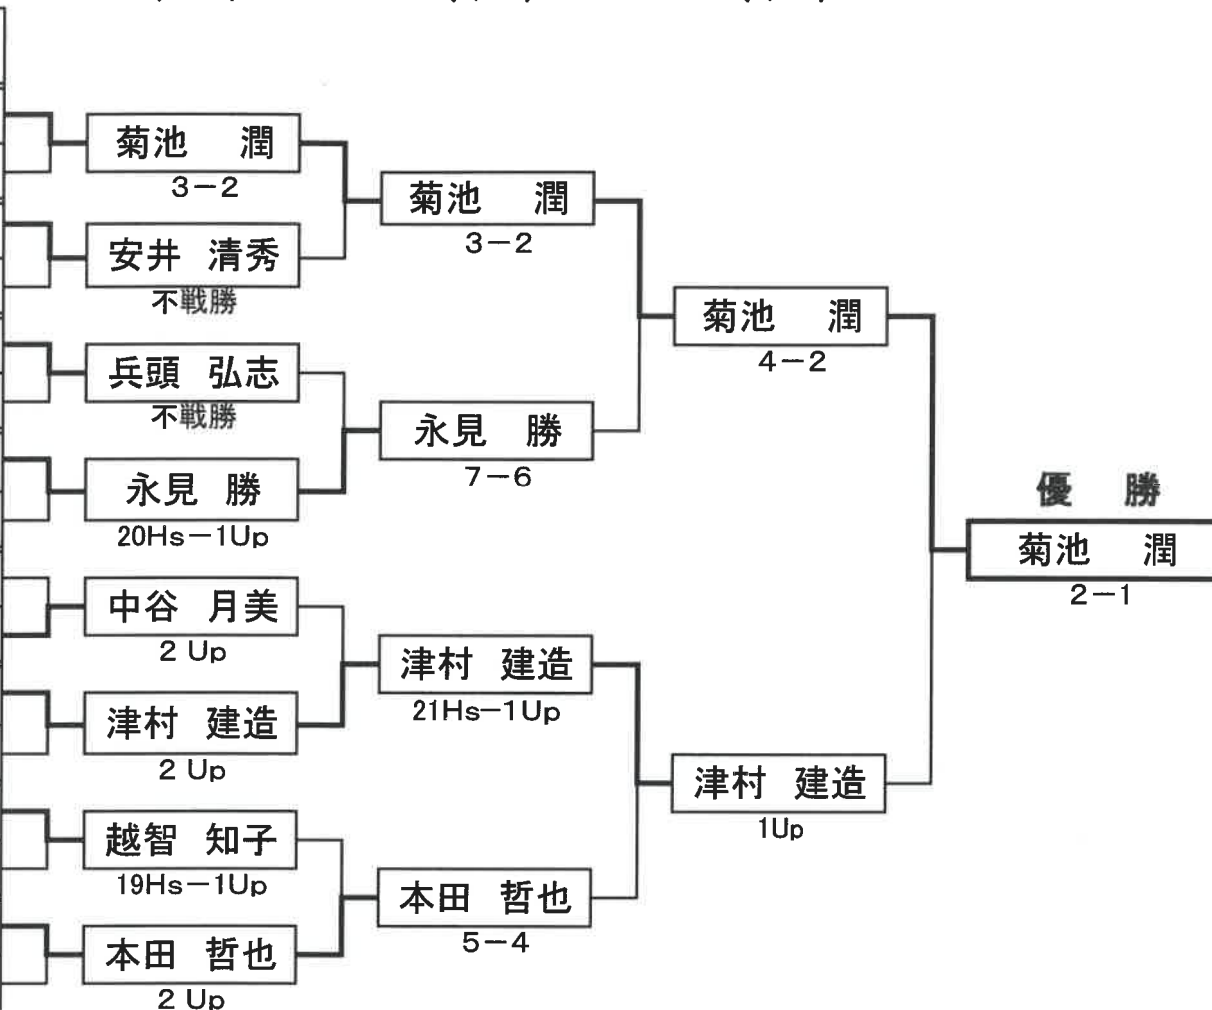 菊池 潤
3-2
安井 清秀
不戦勝
兵頭 弘志
不戦勝
永見 勝
20Hs-1Up
中谷 月美
2 Up
津村 建造
2 Up
越智 知子
19Hs-1Up
本田 哲也
2 Up
菊池 潤
3-2
永見 勝
7-6
津村 建造
21Hs-1Up
本田 哲也
5-4
菊池 潤
4-2
津村 建造
1Up
優 勝
菊池 潤
2-1